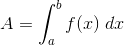 A = ∫_a^b f(x) dx